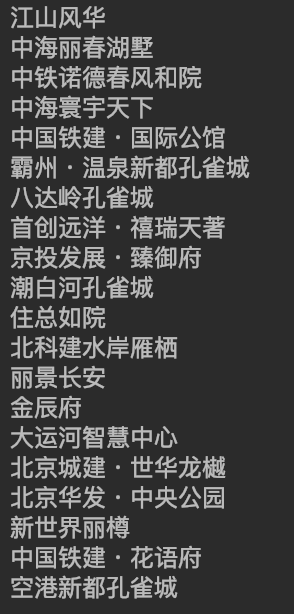 江山风华
中海丽春湖墅
中铁诺德春风和院
中海寰宇天下
中国铁建·国际公馆
霸州·温泉新都孔雀城
八达岭孔雀城
首创远洋·禧瑞天著
京投发展·臻御府
潮白河孔雀城
住总如院
北科建水岸雁栖
丽景长安
金辰府
大运河智慧中心
北京城建·世华龙樾
北京华发·中央公园
新世界丽樽
中国铁建·花语府
空港新都孔雀城